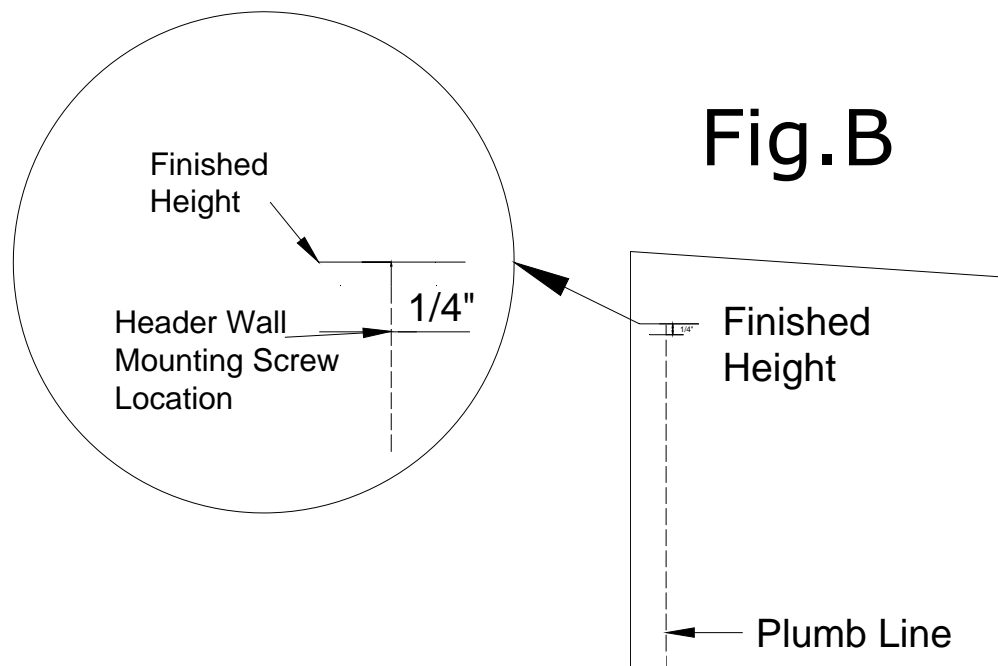 Fig.B
Finished
Height
1/4"
Header Wall
Mounting Screw
Location
1/4"
Finished
Height
Plumb Line